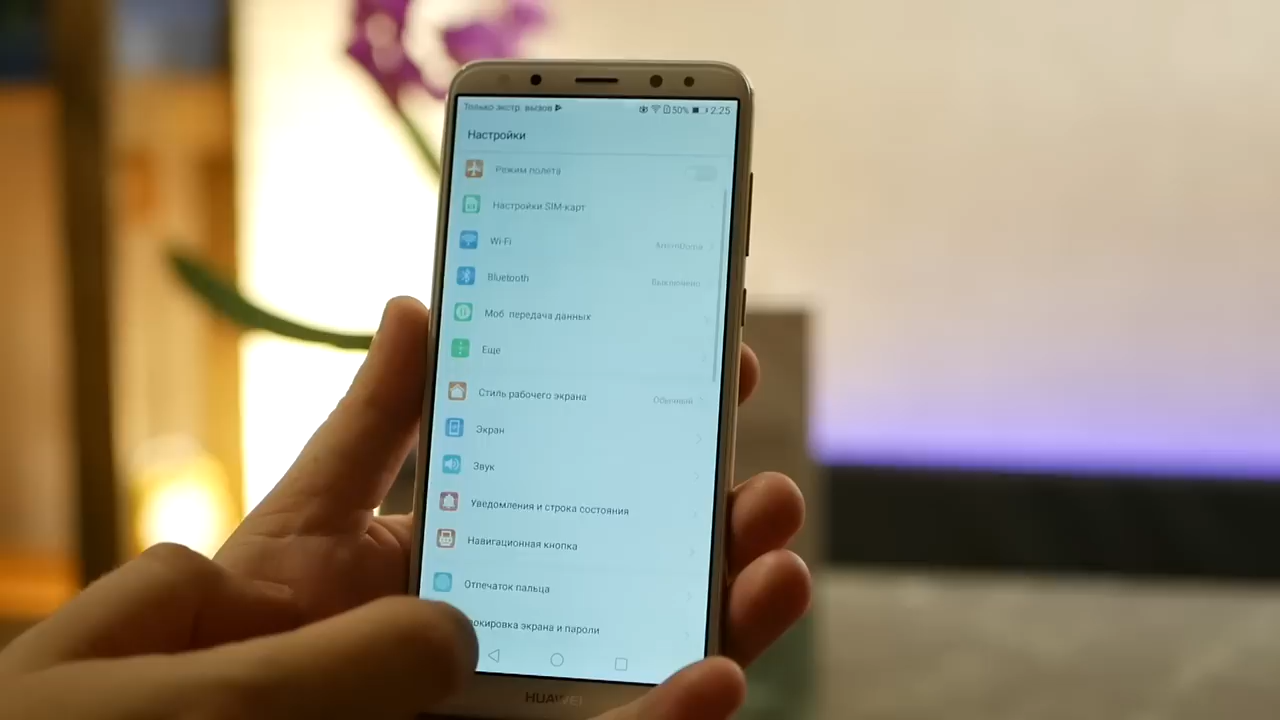 Только экстр. вызов 50% 2:25
Настройки
Режим полета
Настройки SIM-карт
Wi-Fi
Bluetooth Выключено
Моб. передача данных
Еще
Стиль рабочего экрана Обычный
Экран
Звук
Уведомления и строка состояния
Навигационная кнопка
Отпечаток пальца
окировка экрана и пароли
HUAWEI